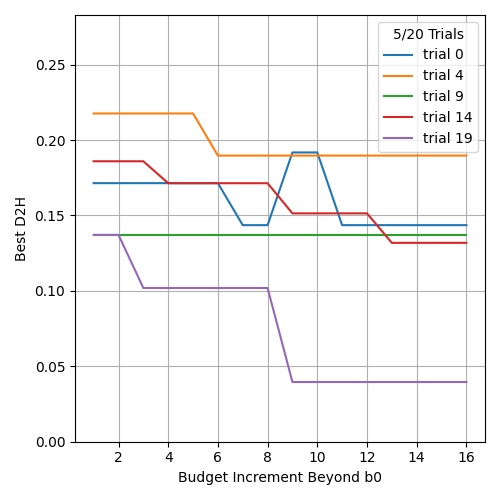 5/20 Trials
trial 0
trial 4
trial 9
trial 14
trial 19
Best D2H
0.25
0.20
0.15
0.10
0.05
0.00
2 4 6 8 10 12 14 16
Budget Increment Beyond b0